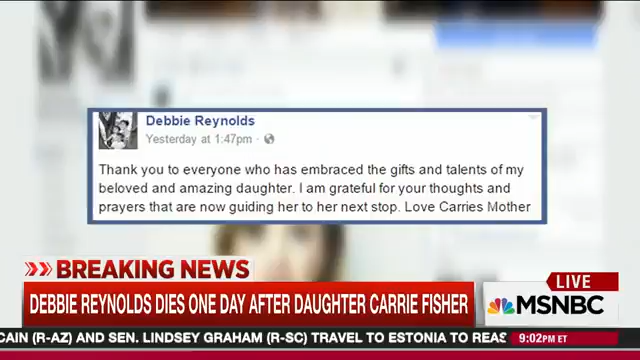 Debbie Reynolds
Yesterday at 1:47pm ·
Thank you to everyone who has embraced the gifts and talents of my
beloved and amazing daughter. I am grateful for your thoughts and
prayers that are now guiding her to her next stop. Love Carries Mother
BREAKING NEWS
LIVE
DEBBIE REYNOLDS DIES ONE DAY AFTER DAUGHTER CARRIE FISHER
MSNBC
CAIN (R-AZ) AND SEN. LINDSEY GRAHAM (R-SC) TRAVEL TO ESTONIA TO REAS
9:02PM ET